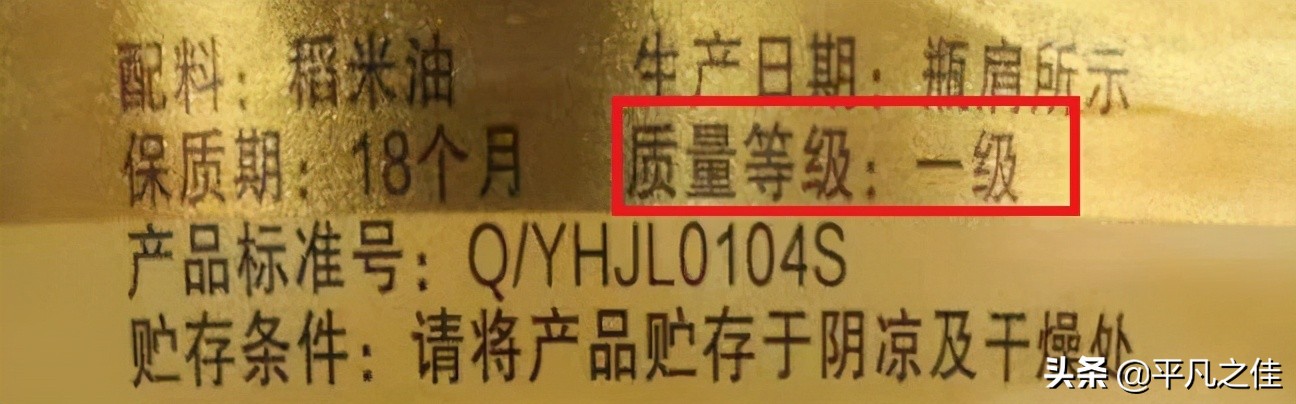 配料：稻米油 生产日期：瓶肩所示
保质期：18个月 质量等级：一级
产品标准号：Q/YHJL0104S
贮存条件：请将产品贮存于阴凉及干燥处
头条 @平凡之佳